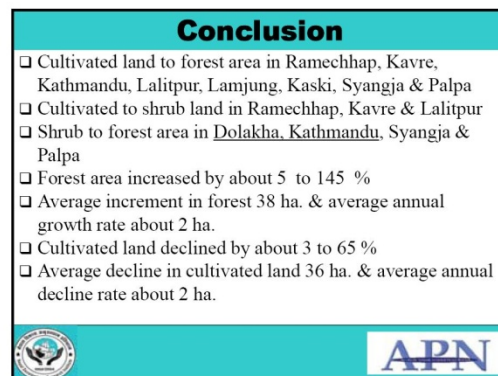 Conclusion
❑ Cultivated land to forest area in Ramechhap, Kavre,
Kathmandu, Lalitpur, Lamjung, Kaski, Syangja & Palpa
❑ Cultivated to shrub land in Ramechhap, Kavre & Lalitpur
❑ Shrub to forest area in Dolakha, Kathmandu, Syangja &
Palpa
❑ Forest area increased by about 5 to 145 %
❑ Average increment in forest 38 ha. & average annual
growth rate about 2 ha.
❑ Cultivated land declined by about 3 to 65 %
❑ Average decline in cultivated land 36 ha. & average annual
decline rate about 2 ha.
APN